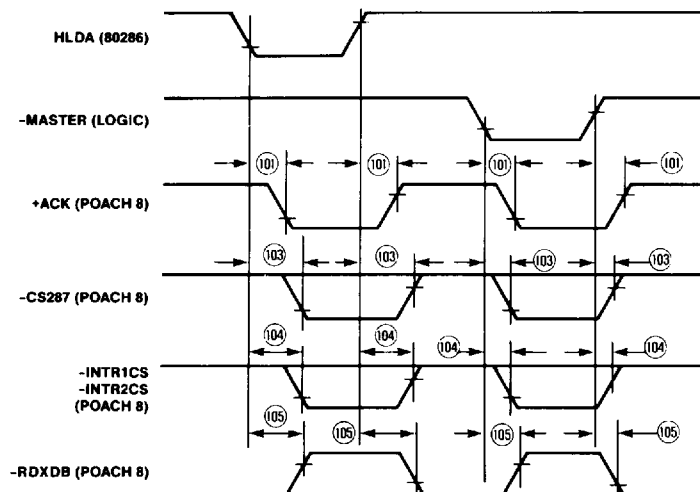 HLDA (80286)
-MASTER (LOGIC)
101 101 101 101
+ACK (POACH 8)
103 103 103 103
-CS287 (POACH 8)
104 104 104 104
-INTR1CS
-INTR2CS
(POACH 8)
105 105 105 105
-RDXDB (POACH 8)